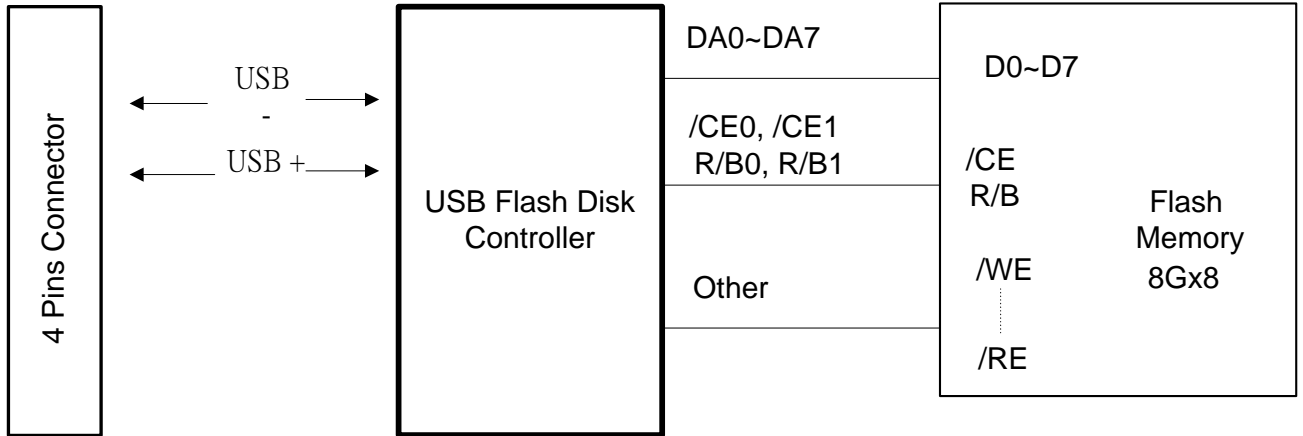 4 Pins Connector
USB
-
USB +
USB Flash Disk
Controller
DA0~DA7
/CE0, /CE1
R/B0, R/B1
Other
D0~D7
/CE
R/B
/WE
/RE
Flash
Memory
8Gx8